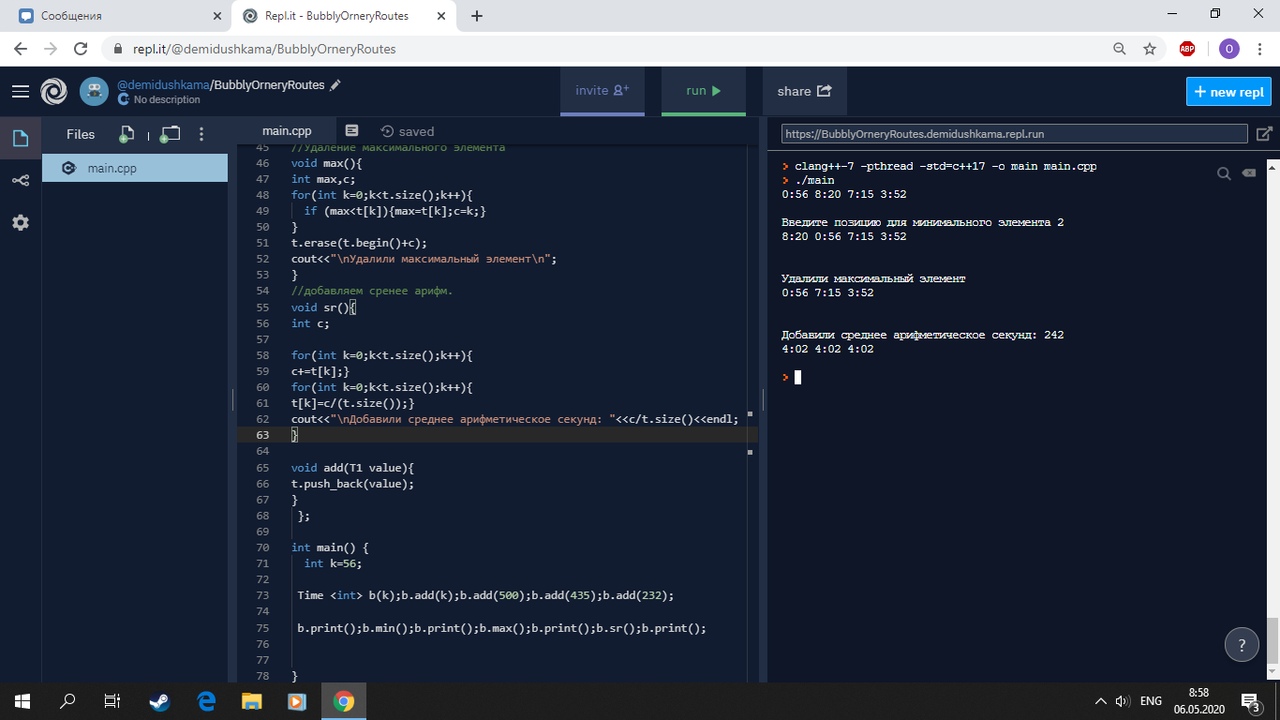 Сообщения
Repl.it - BubblyOrneryRoutes
repl.it/@demidushkama/BubblyOrneryRoutes
ABP
O
@demidushkama/BubblyOrneryRoutes
No description
invite
run
share
+ new repl
Files
main.cpp
saved
main.cpp
45 //Удаление максимального элемента
46 void max(){
47 int max,c;
48 for(int k=0;k<t.size();k++){
49 if (max<t[k]){max=t[k];c=k;}
50 }
51 t.erase(t.begin()+c);
52 cout<<"\nУдалили максимальный элемент\n";
53 }
54 //добавляем сренее арифм.
55 void sr(){
56 int c;
57
58 for(int k=0;k<t.size();k++){
59 c+=t[k];}
60 for(int k=0;k<t.size();k++){
61 t[k]=c/(t.size());}
62 cout<<"\nДобавили среднее арифметическое секунд: "<<c/t.size()<<endl;
63 }
64
65 void add(T1 value){
66 t.push_back(value);
67 }
68 };
69
70 int main() {
71 int k=56;
72
73 Time <int> b(k);b.add(k);b.add(500);b.add(435);b.add(232);
74
75 b.print();b.min();b.print();b.max();b.print();b.sr();b.print();
76
77
78 }
https://BubblyOrneryRoutes.demidushkama.repl.run
> clang++-7 -pthread -std=c++17 -o main main.cpp
> ./main
0:56 8:20 7:15 3:52
Введите позицию для минимального элемента 2
8:20 0:56 7:15 3:52
Удалили максимальный элемент
0:56 7:15 3:52
Добавили среднее арифметическое секунд: 242
4:02 4:02 4:02
>
?
ENG
8:58
06.05.2020
3